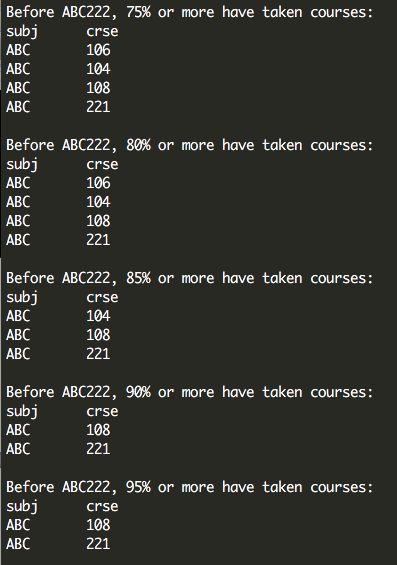 Before ABC222, 75% or more have taken courses:
subj crse
ABC 106
ABC 104
ABC 108
ABC 221
Before ABC222, 80% or more have taken courses:
subj crse
ABC 106
ABC 104
ABC 108
ABC 221
Before ABC222, 85% or more have taken courses:
subj crse
ABC 104
ABC 108
ABC 221
Before ABC222, 90% or more have taken courses:
subj crse
ABC 108
ABC 221
Before ABC222, 95% or more have taken courses:
subj crse
ABC 108
ABC 221